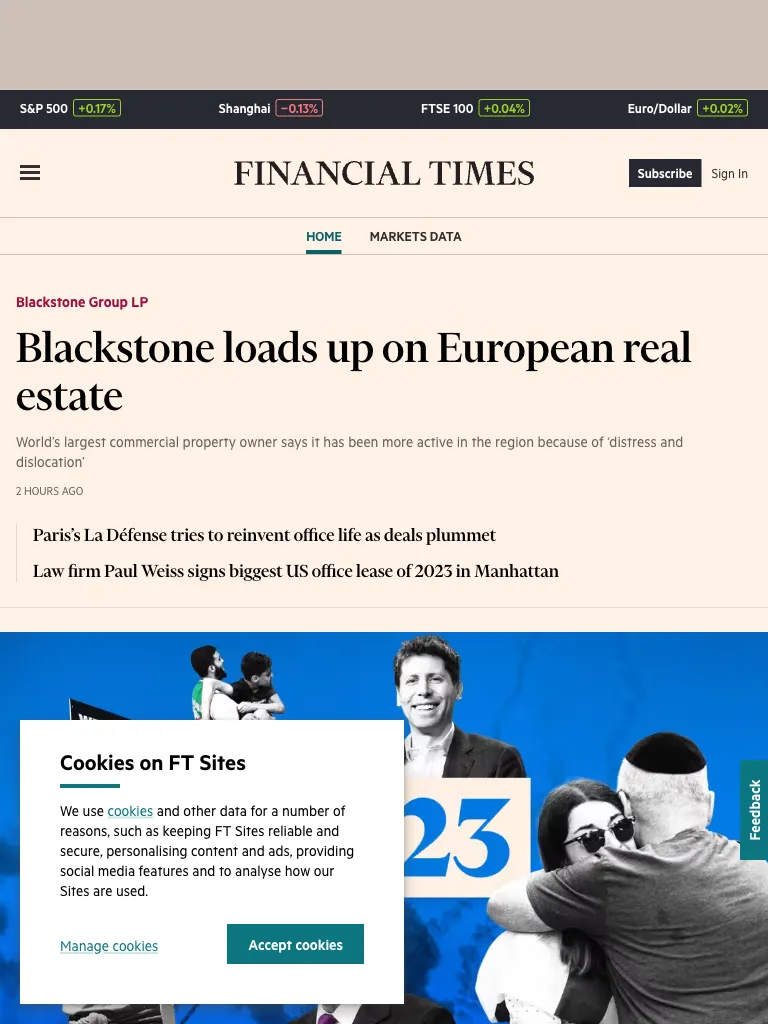 S&P 500 +0.17% Shanghai −0.13% FTSE 100 +0.04% Euro/Dollar +0.02%
FINANCIAL TIMES
Subscribe Sign In
HOME MARKETS DATA
Blackstone Group LP
Blackstone loads up on European real
estate
World's largest commercial property owner says it has been more active in the region because of 'distress and
dislocation'
2 HOURS AGO
Paris's La Défense tries to reinvent office life as deals plummet
Law firm Paul Weiss signs biggest US office lease of 2023 in Manhattan
23
Feedback
Cookies on FT Sites
We use cookies and other data for a number of
reasons, such as keeping FT Sites reliable and
secure, personalising content and ads, providing
social media features and to analyse how our
Sites are used.
Manage cookies Accept cookies